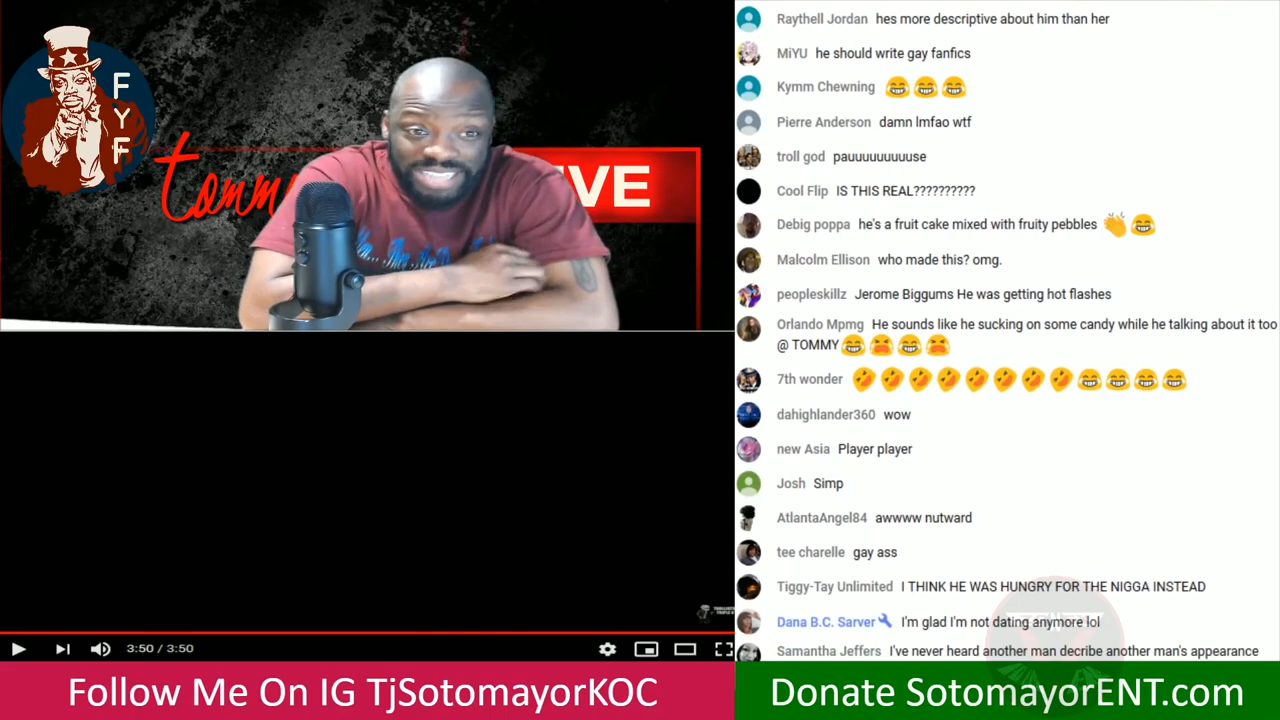 FYF
tomm
IVE
3:50 / 3:50
Follow Me On IG TjSotomayorKOC
Raythell Jordan hes more descriptive about him than her
MiYU he should write gay fanfics
Kymm Chewning 😂😂😂
Pierre Anderson damn lmfao wtf
troll god pauuuuuuuuuse
Cool Flip IS THIS REAL??????????
Debig poppa he's a fruit cake mixed with fruity pebbles 👏😂
Malcolm Ellison who made this? omg.
peopleskillz Jerome Biggums He was getting hot flashes
Orlando Mpmg He sounds like he sucking on some candy while he talking about it too
@ TOMMY😂😫😂😫
7th wonder 🤣🤣🤣🤣🤣🤣🤣🤣😂😂😂😂
dahighlander360 wow
new Asia Player player
Josh Simp
AtlantaAngel84 awwww nutward
tee charelle gay ass
Tiggy-Tay Unlimited I THINK HE WAS HUNGRY FOR THE NIGGA INSTEAD
Dana B.C. Sarver I'm glad I'm not dating anymore lol
Samantha Jeffers I've never heard another man decribe another man's appearance
Donate SotomayorENT.com